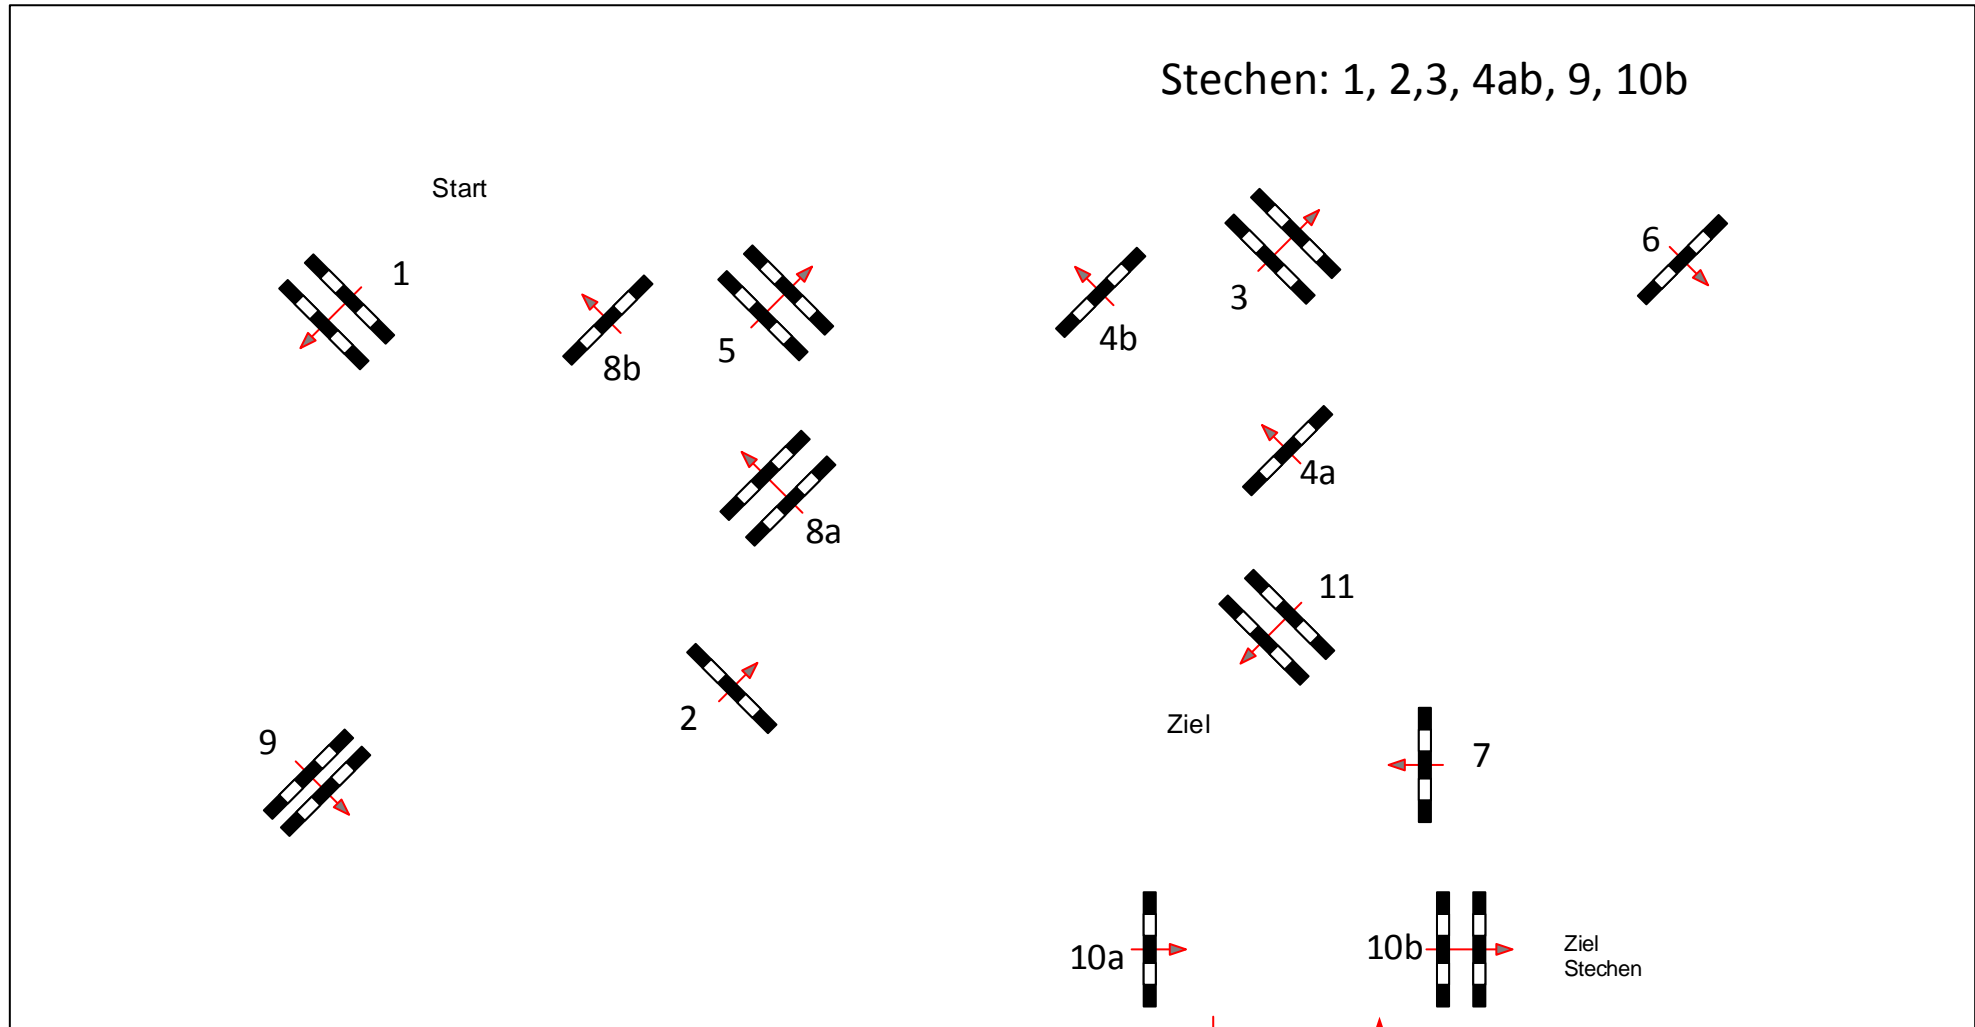 Stechen: 1, 2,3, 4ab, 9, 10b
Start
1
8b
5
4b
3
6
4a
8a
11
2
9
Ziel
7
10a
10b
Ziel
Stechen